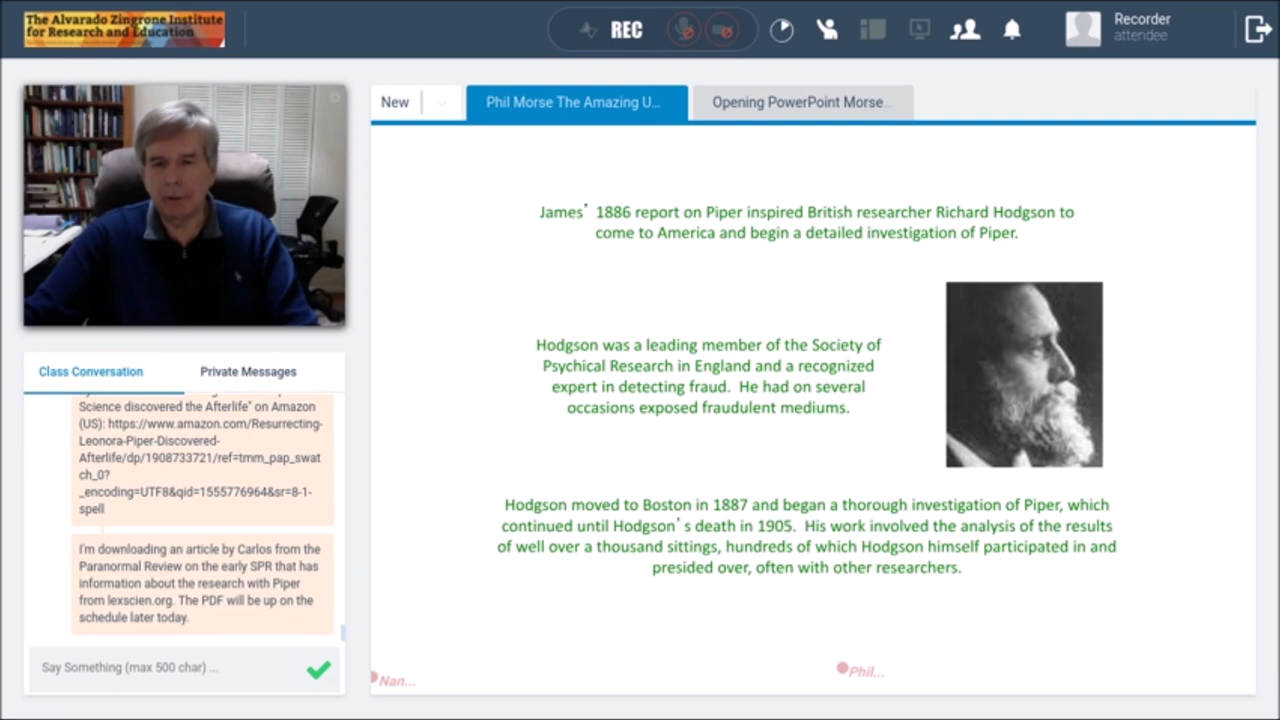 The Alvarado Zingrone Institute
for Research and Education
REC
Recorder
attendee
New
Phil Morse The Amazing U...
Opening PowerPoint Morse...
James' 1886 report on Piper inspired British researcher Richard Hodgson to
come to America and begin a detailed investigation of Piper.
Hodgson was a leading member of the Society of
Psychical Research in England and a recognized
expert in detecting fraud. He had on several
occasions exposed fraudulent mediums.
Hodgson moved to Boston in 1887 and began a thorough investigation of Piper, which
continued until Hodgson's death in 1905. His work involved the analysis of the results
of well over a thousand sittings, hundreds of which Hodgson himself participated in and
presided over, often with other researchers.
Nan...
Phil...
Class Conversation
Private Messages
Science discovered the Afterlife" on Amazon
(US): https://www.amazon.com/Resurrecting-
Leonora-Piper-Discovered-
Afterlife/dp/1908733721/ref=tmm_pap_swat
ch_0?
_encoding=UTF8&qid=1555776964&sr=8-1-
spell
I'm downloading an article by Carlos from the
Paranormal Review on the early SPR that has
information about the research with Piper
from lexscien.org. The PDF will be up on the
schedule later today.
Say Something (max 500 char) ...